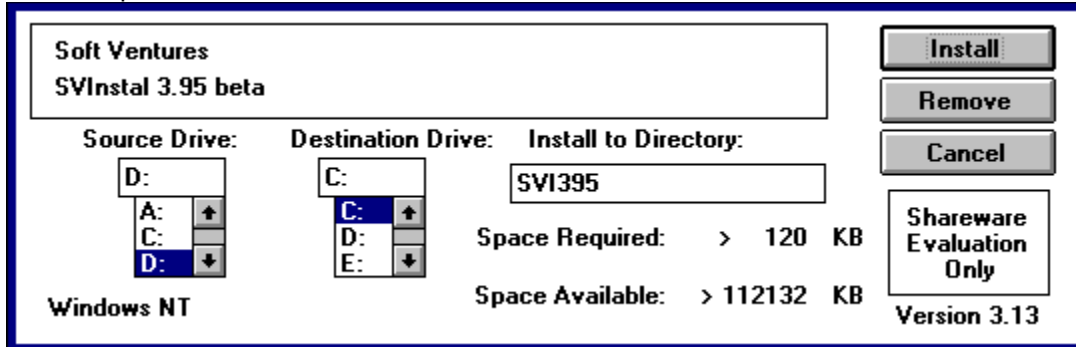 Soft Ventures
SVInstal 3.95 beta
Install
Remove
Cancel
Source Drive:
Destination Drive:
Install to Directory:
D:
C:
SVI395
A:
C:
D:
C:
D:
E:
Space Required: > 120 KB
Space Available: > 112132 KB
Windows NT
Shareware
Evaluation
Only
Version 3.13